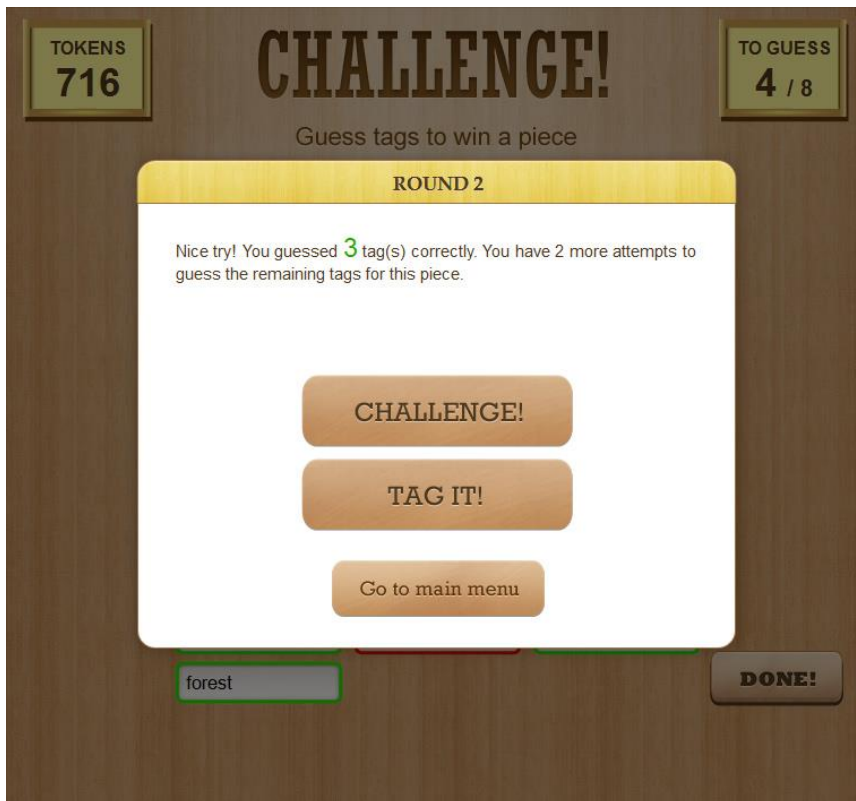 TOKENS
716
CHALLENGE!
TO GUESS
4 / 8
Guess tags to win a piece
ROUND 2
Nice try! You guessed 3 tag(s) correctly. You have 2 more attempts to
guess the remaining tags for this piece.
CHALLENGE!
TAG IT!
Go to main menu
forest
DONE!